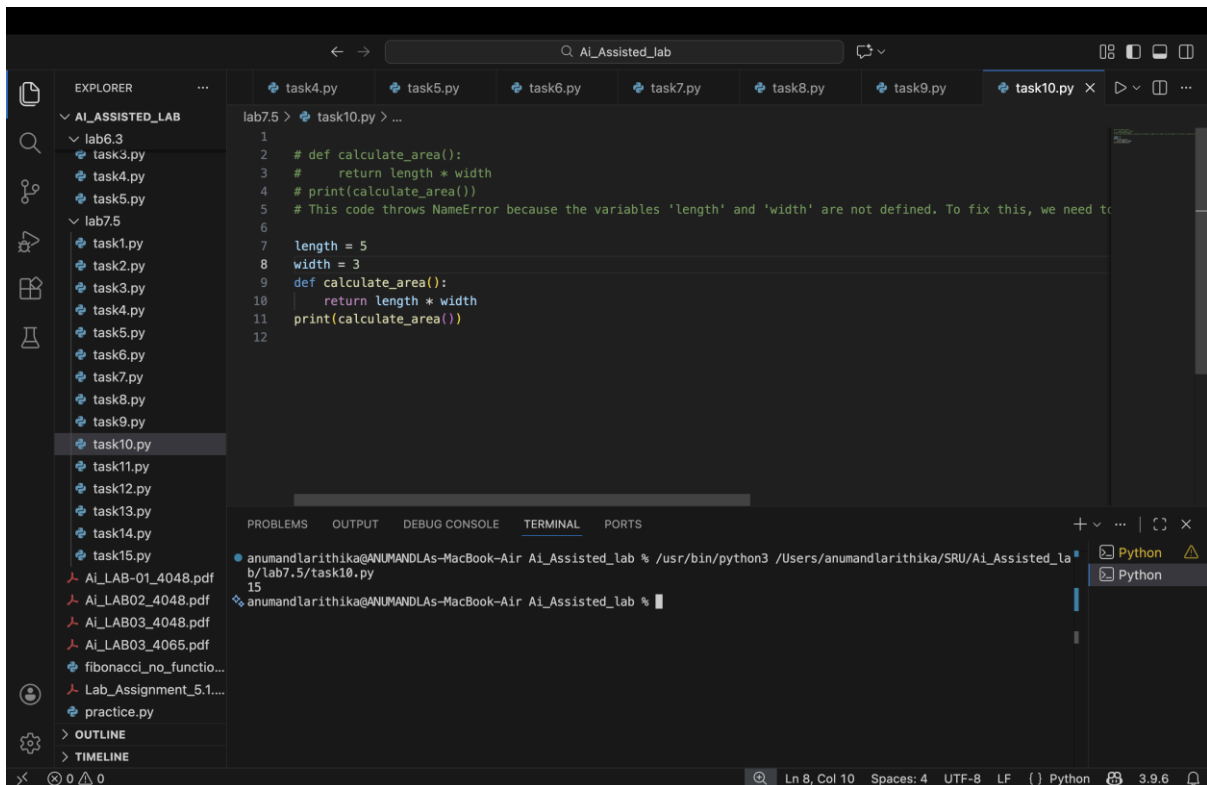 Ai_Assisted_lab
EXPLORER
task4.py
task5.py
task6.py
task7.py
task8.py
task9.py
task10.py
AI_ASSISTED_LAB
lab6.3
task3.py
task4.py
task5.py
lab7.5
task1.py
task2.py
task3.py
task4.py
task5.py
task6.py
task7.py
task8.py
task9.py
task10.py
task11.py
task12.py
task13.py
task14.py
task15.py
Ai_LAB-01_4048.pdf
Ai_LAB02_4048.pdf
Ai_LAB03_4048.pdf
Ai_LAB03_4065.pdf
fibonacci_no_functio...
Lab_Assignment_5.1....
practice.py
OUTLINE
TIMELINE
lab7.5 > task10.py > ...
1
2 # def calculate_area():
3 #     return length * width
4 # print(calculate_area())
5 # This code throws NameError because the variables 'length' and 'width' are not defined. To fix this, we need to
6
7 length = 5
8 width = 3
9 def calculate_area():
10     return length * width
11 print(calculate_area())
12
PROBLEMS OUTPUT DEBUG CONSOLE TERMINAL PORTS
anumandlarithika@ANUMANDLAs-MacBook-Air Ai_Assisted_lab % /usr/bin/python3 /Users/anumandlarithika/SRU/Ai_Assisted_la
b/lab7.5/task10.py
15
anumandlarithika@ANUMANDLAs-MacBook-Air Ai_Assisted_lab %
Python
Python
0 0
Ln 8, Col 10 Spaces: 4 UTF-8 LF { } Python 3.9.6